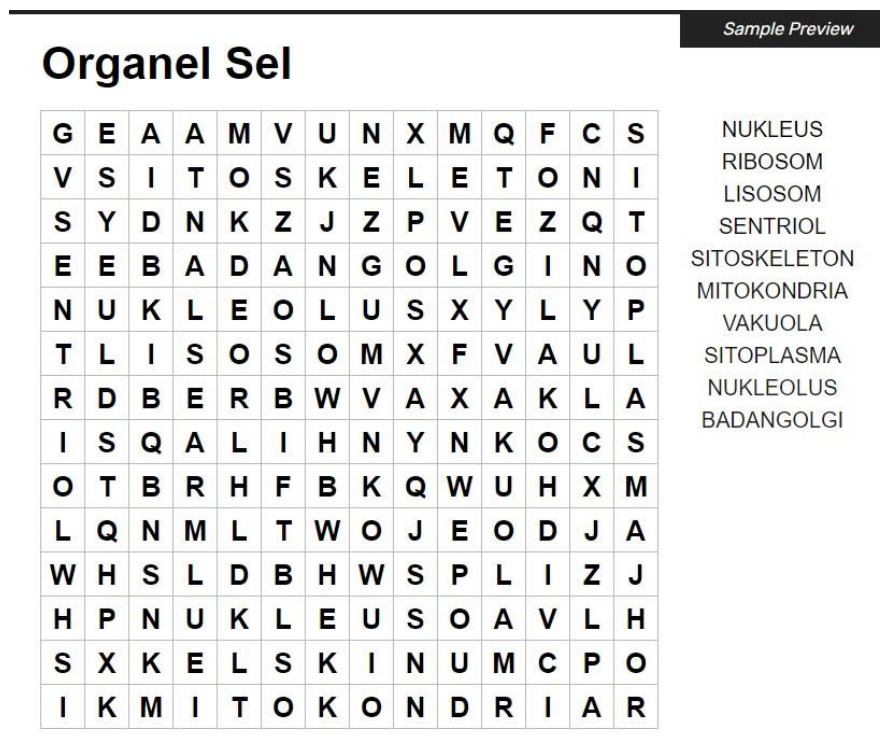 Sample Preview
Organel Sel
G E A A M V U N X M Q F C S
V S I T O S K E L E T O N I
S Y D N K Z J Z P V E Z Q T
E E B A D A N G O L G I N O
N U K L E O L U S X Y L Y P
T L I S O S O M X F V A U L
R D B E R B W V A X A K L A
I S Q A L I H N Y N K O C S
O T B R H F B K Q W U H X M
L Q N M L T W O J E O D J A
W H S L D B H W S P L I Z J
H P N U K L E U S O A V L H
S X K E L S K I N U M C P O
I K M I T O K O N D R I A R
NUKLEUS
RIBOSOM
LISOSOM
SENTRIOL
SITOSKELETON
MITOKONDRIA
VAKUOLA
SITOPLASMA
NUKLEOLUS
BADANGOLGI